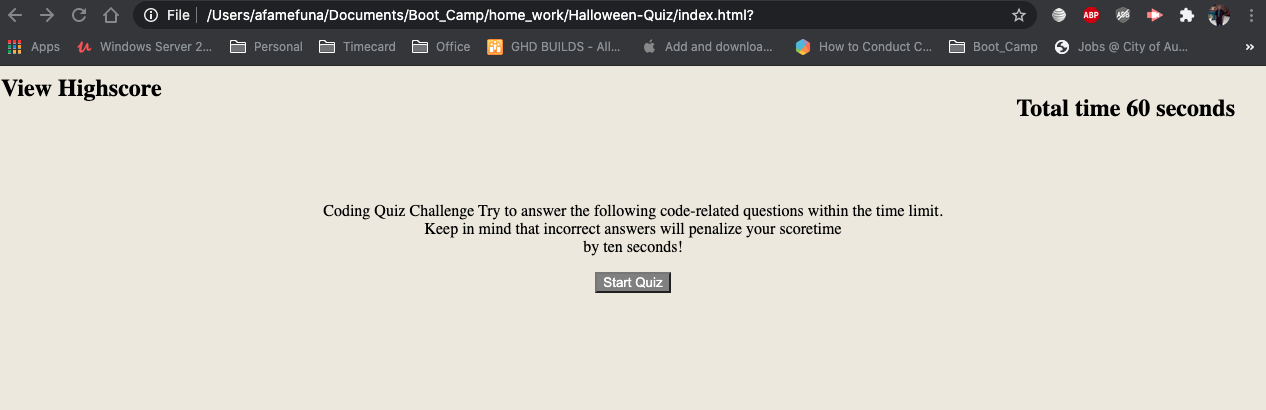 File /Users/afamefuna/Documents/Boot_Camp/home_work/Halloween-Quiz/index.html?
ABP
Apps Windows Server 2... Personal Timecard Office GHD BUILDS - All... Add and downloa... How to Conduct C... Boot_Camp Jobs @ City of Au... »
View Highscore
Total time 60 seconds
Coding Quiz Challenge Try to answer the following code-related questions within the time limit.
Keep in mind that incorrect answers will penalize your scoretime
by ten seconds!
Start Quiz